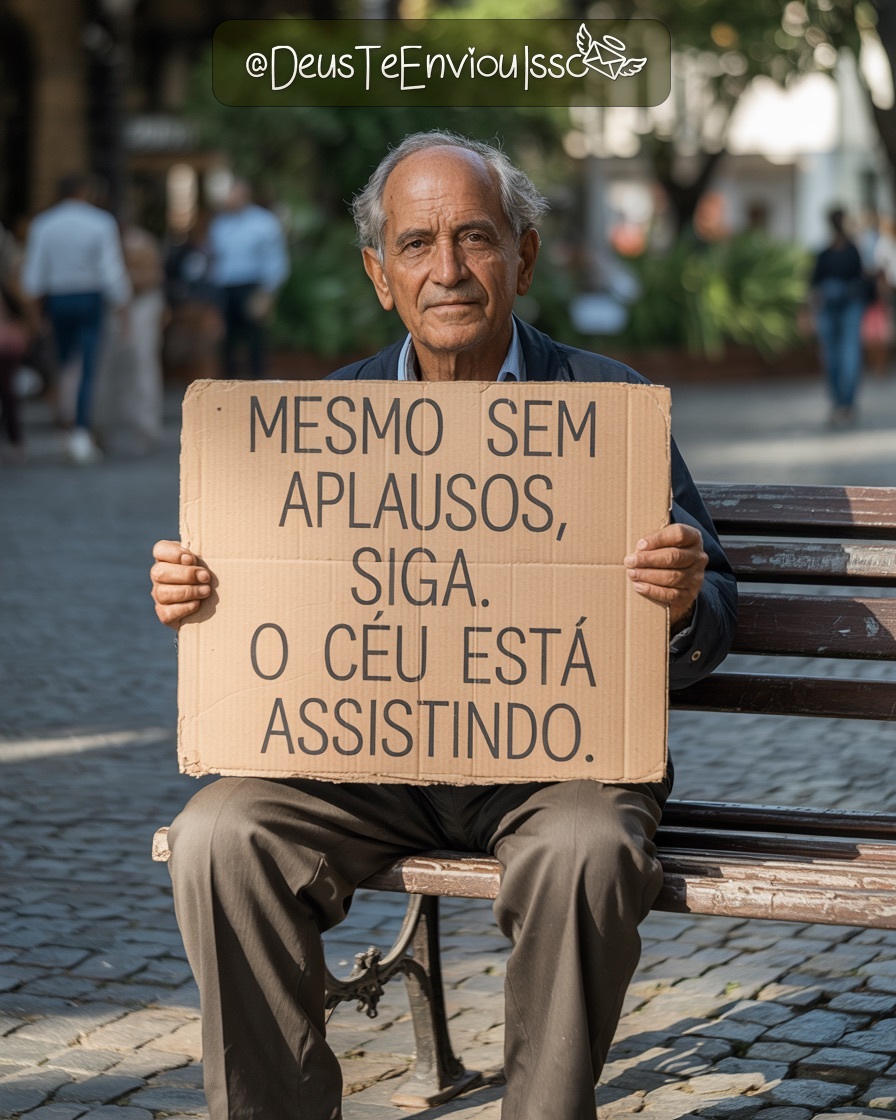 @DeusTeEnviouIsso
MESMO SEM
APLAUSOS,
SIGA.
O CÉU ESTÁ
ASSISTINDO.